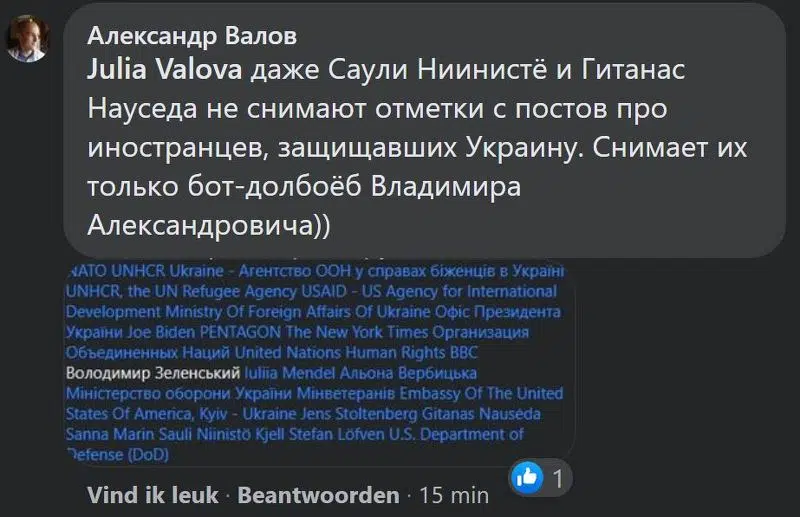 Александр Валов
Julia Valova даже Саули Ниинистё и Гитанас
Науседа не снимают отметки с постов про
иностранцев, защищавших Украину. Снимает их
только бот-долбоёб Владимира
Александровича))
NATO UNHCR Ukraine - Агентство ООН у справах біженців в Україні
UNHCR, the UN Refugee Agency USAID - US Agency for International
Development Ministry Of Foreign Affairs Of Ukraine Офіс Президента
України Joe Biden PENTAGON The New York Times Организация
Объединенных Наций United Nations Human Rights BBC
Володимир Зеленський Iuliia Mendel Альона Вербицька
Міністерство оборони України Мінветеранів Embassy Of The United
States Of America, Kyiv - Ukraine Jens Stoltenberg Gitanas Nausėda
Sanna Marin Sauli Niinistö Kjell Stefan Löfven U.S. Department of
Defense (DoD)
1
Vind ik leuk · Beantwoorden · 15 min